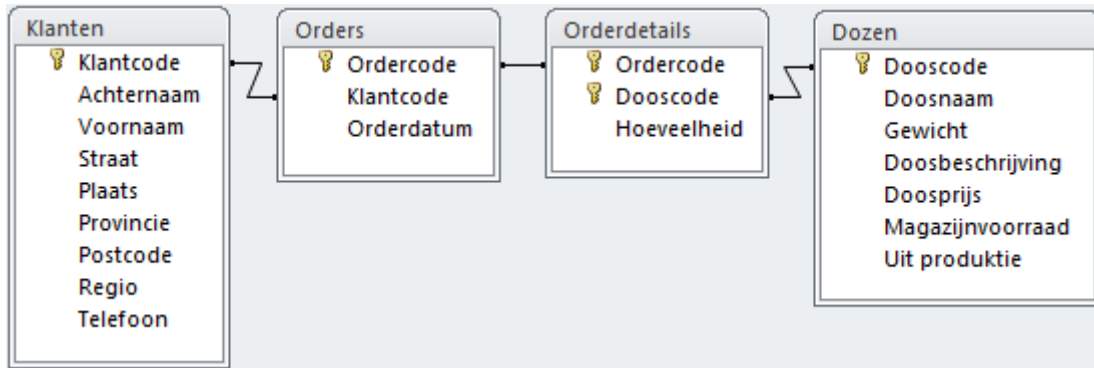 Klanten
Klantcode
Achternaam
Voornaam
Straat
Plaats
Provincie
Postcode
Regio
Telefoon
Orders
Ordercode
Klantcode
Orderdatum
Orderdetails
Ordercode
Dooscode
Hoeveelheid
Dozen
Dooscode
Doosnaam
Gewicht
Doosbeschrijving
Doosprijs
Magazijnvoorraad
Uit produktie